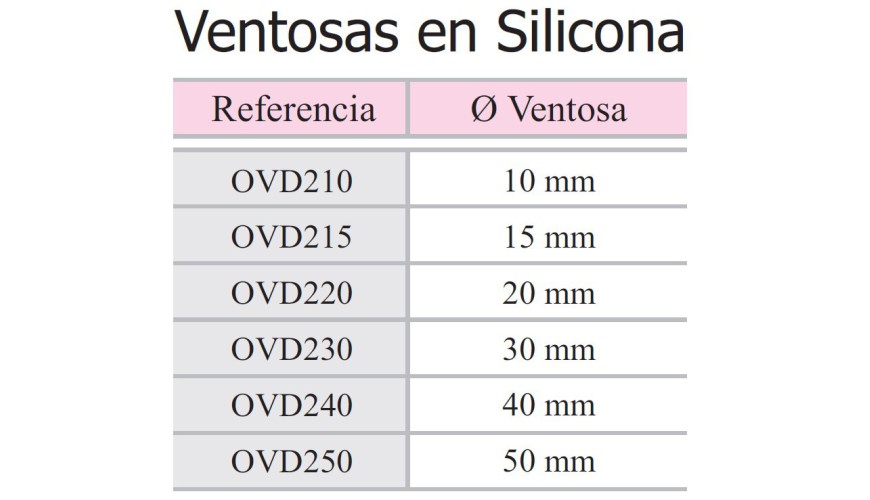 Ventosas en Silicona
Referencia Ø Ventosa
OVD210 10 mm
OVD215 15 mm
OVD220 20 mm
OVD230 30 mm
OVD240 40 mm
OVD250 50 mm